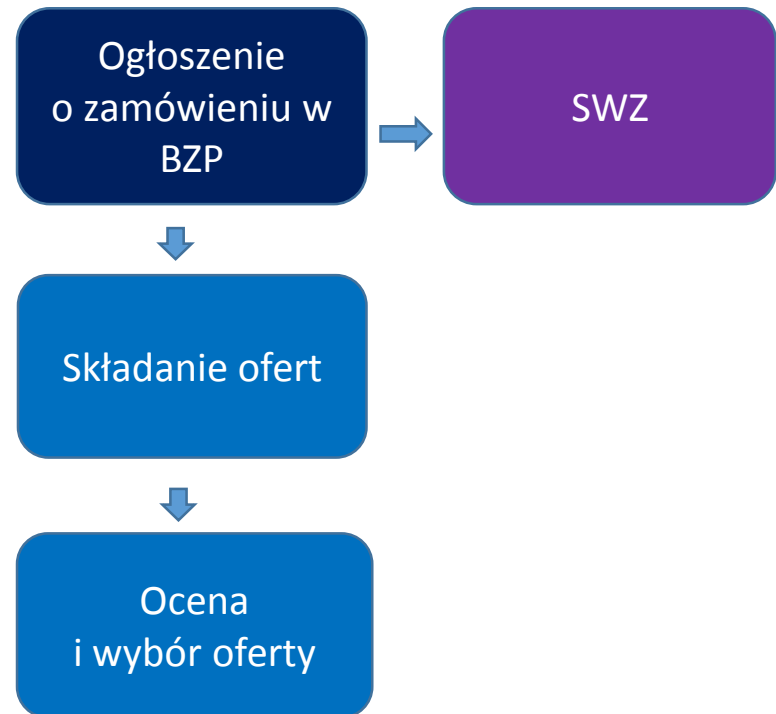 Ogłoszenie
o zamówieniu w
BZP
SWZ
Składanie ofert
Ocena
i wybór oferty